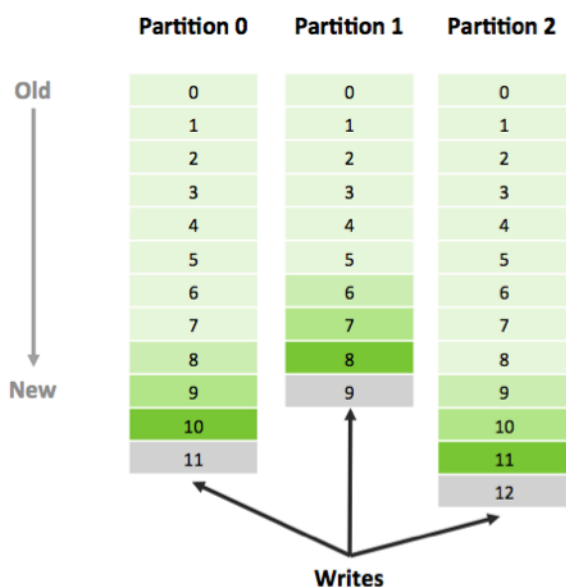 Partition 0 Partition 1 Partition 2
Old 0 0 0
1 1 1
2 2 2
3 3 3
4 4 4
5 5 5
6 6 6
7 7 7
8 8 8
New 9 9 9
10 10
11 11
12
Writes